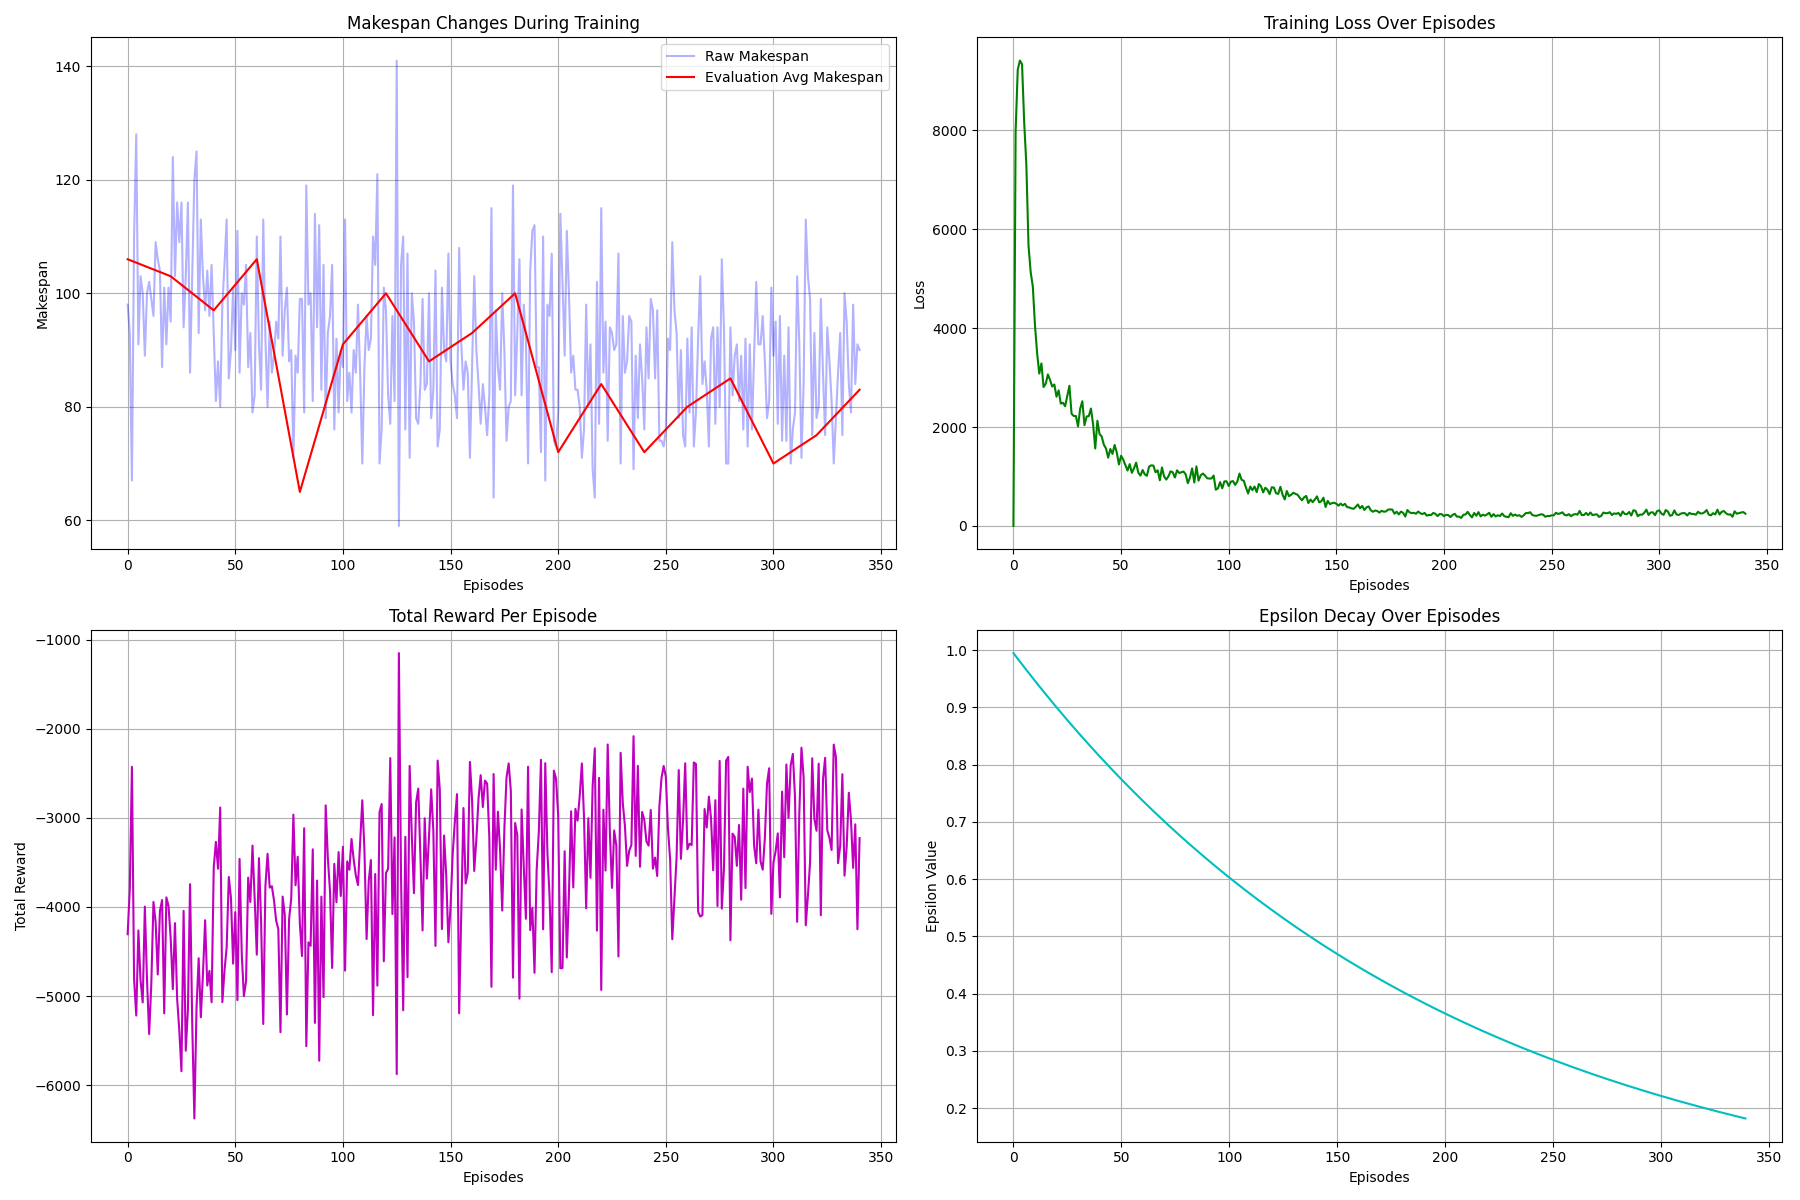 Makespan Changes During Training
Raw Makespan
Evaluation Avg Makespan
140
120
100
80
60
Makespan
0 50 100 150 200 250 300 350
Episodes
Training Loss Over Episodes
8000
6000
4000
2000
0
Loss
0 50 100 150 200 250 300 350
Episodes
Total Reward Per Episode
−1000
−2000
−3000
−4000
−5000
−6000
Total Reward
0 50 100 150 200 250 300 350
Episodes
Epsilon Decay Over Episodes
1.0
0.9
0.8
0.7
0.6
0.5
0.4
0.3
0.2
Epsilon Value
0 50 100 150 200 250 300 350
Episodes